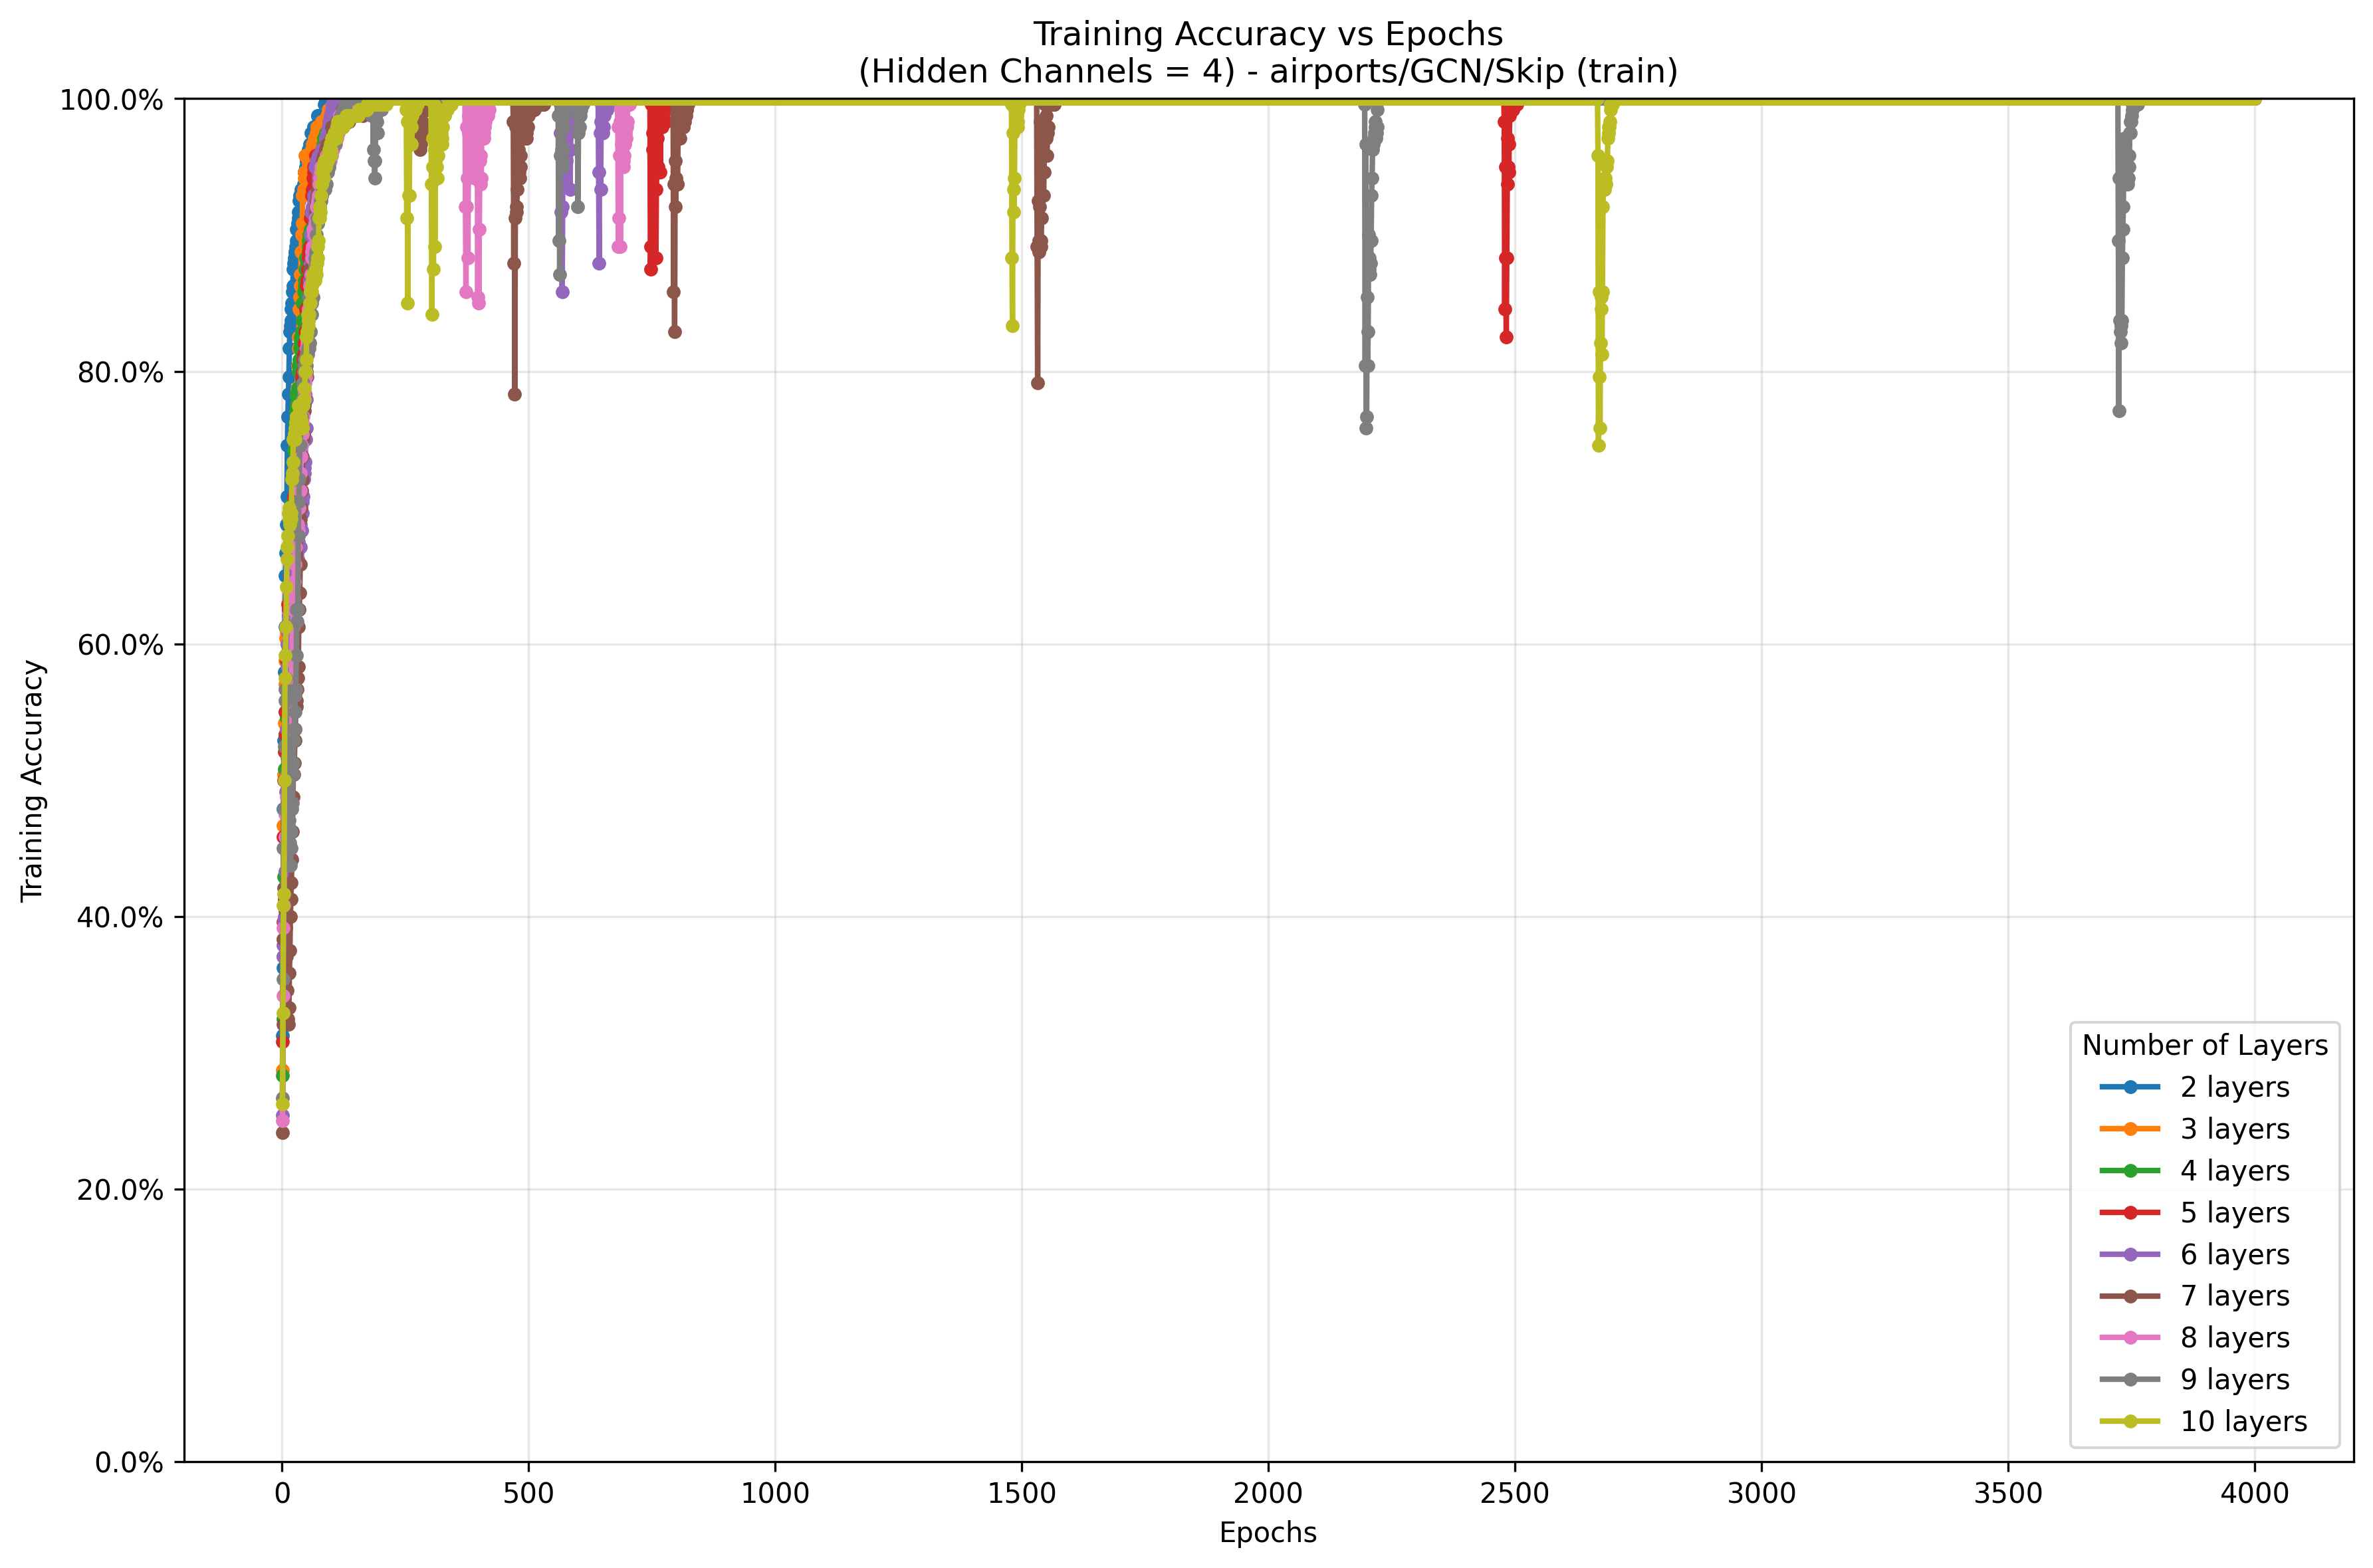 Training Accuracy vs Epochs
(Hidden Channels = 4) - airports/GCN/Skip (train)
100.0%
80.0%
60.0%
40.0%
20.0%
0.0%
Training Accuracy
0 500 1000 1500 2000 2500 3000 3500 4000
Epochs
Number of Layers
2 layers
3 layers
4 layers
5 layers
6 layers
7 layers
8 layers
9 layers
10 layers